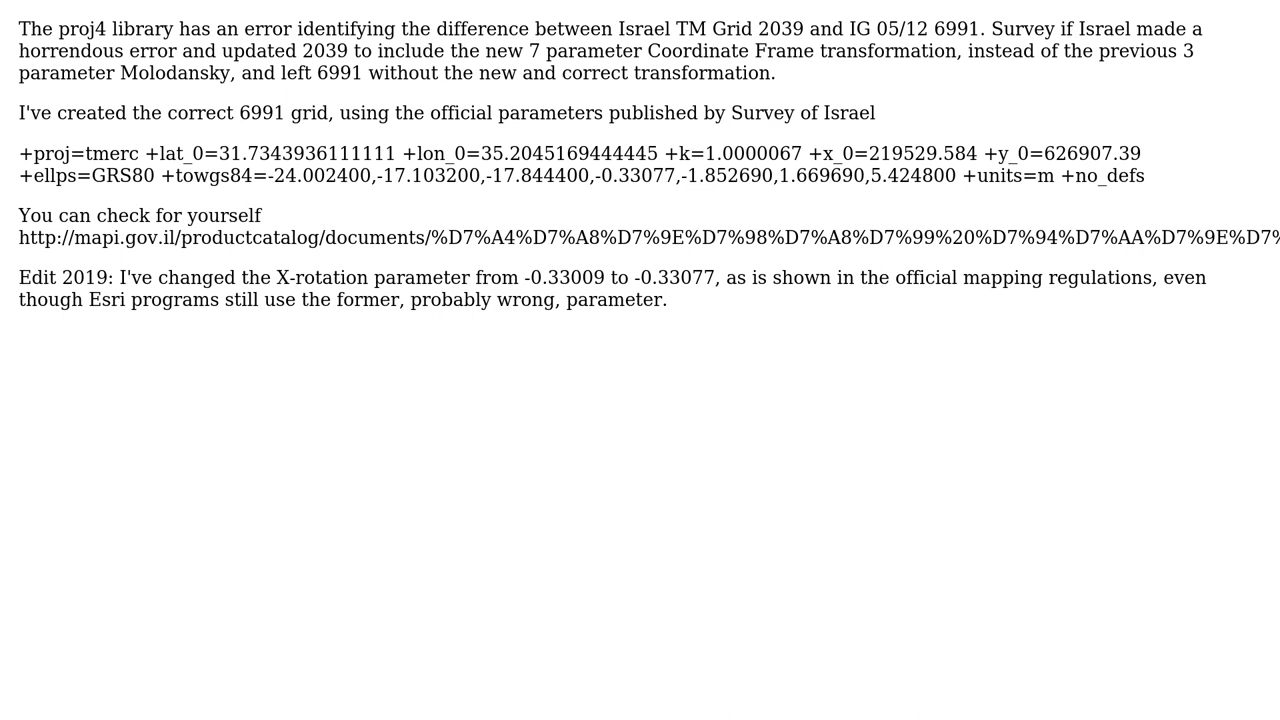 The proj4 library has an error identifying the difference between Israel TM Grid 2039 and IG 05/12 6991. Survey if Israel made a
horrendous error and updated 2039 to include the new 7 parameter Coordinate Frame transformation, instead of the previous 3
parameter Molodansky, and left 6991 without the new and correct transformation.
I've created the correct 6991 grid, using the official parameters published by Survey of Israel
+proj=tmerc +lat_0=31.7343936111111 +lon_0=35.2045169444445 +k=1.0000067 +x_0=219529.584 +y_0=626907.39
+ellps=GRS80 +towgs84=-24.002400,-17.103200,-17.844400,-0.33077,-1.852690,1.669690,5.424800 +units=m +no_defs
You can check for yourself
http://mapi.gov.il/productcatalog/documents/%D7%A4%D7%A8%D7%9E%D7%98%D7%A8%D7%99%20%D7%94%D7%AA%D7%9E%D7%
Edit 2019: I've changed the X-rotation parameter from -0.33009 to -0.33077, as is shown in the official mapping regulations, even
though Esri programs still use the former, probably wrong, parameter.